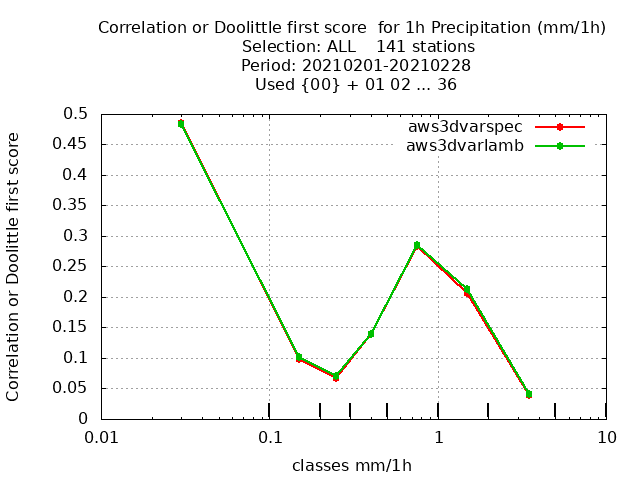 Correlation or Doolittle first score  for 1h Precipitation (mm/1h)
Selection: ALL    141 stations
Period: 20210201-20210228
Used {00} + 01 02 ... 36
aws3dvarspec
aws3dvarlamb
Correlation or Doolittle first score
0.5
0.45
0.4
0.35
0.3
0.25
0.2
0.15
0.1
0.05
0
0.01
0.1
1
10
classes mm/1h